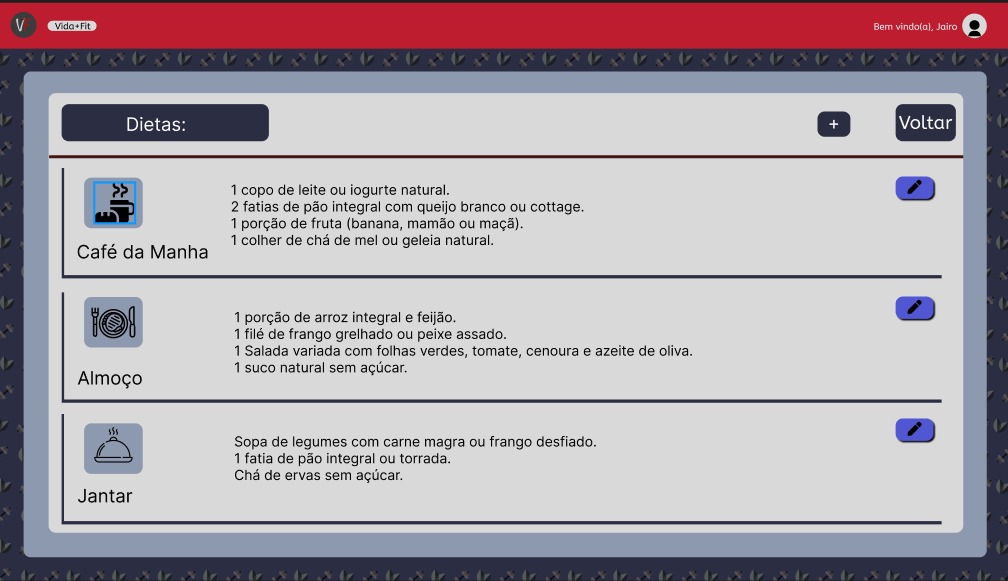 V Vida+Fit Bem vindo(a), Jairo
Dietas: + Voltar
1 copo de leite ou iogurte natural.
2 fatias de pão integral com queijo branco ou cottage.
1 porção de fruta (banana, mamão ou maçã).
1 colher de chá de mel ou geleia natural.
Café da Manha
1 porção de arroz integral e feijão.
1 filé de frango grelhado ou peixe assado.
1 Salada variada com folhas verdes, tomate, cenoura e azeite de oliva.
1 suco natural sem açúcar.
Almoço
Sopa de legumes com carne magra ou frango desfiado.
1 fatia de pão integral ou torrada.
Chá de ervas sem açúcar.
Jantar